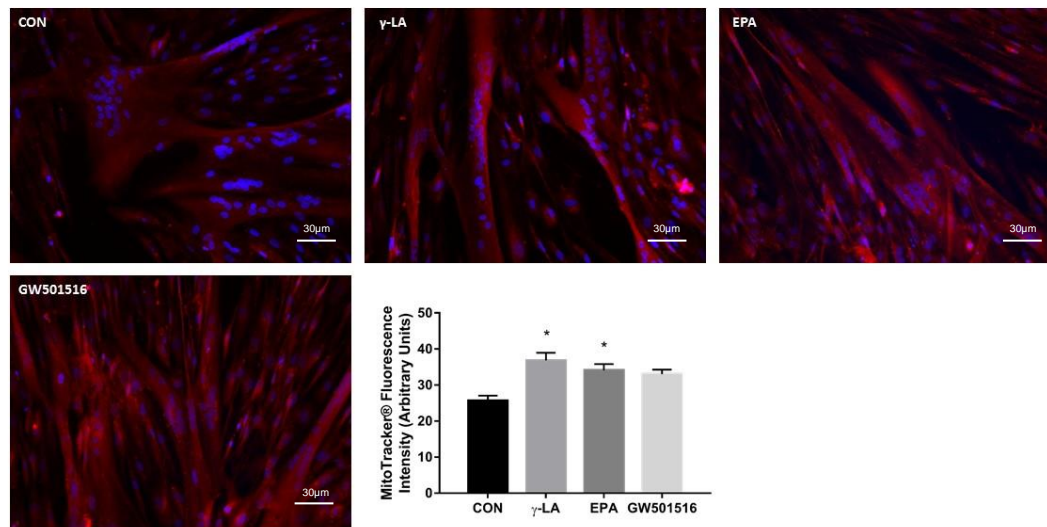 CON
γ-LA
EPA
30µm
30µm
30µm
GW501516
30µm
MitoTracker® Fluorescence
Intensity (Arbitrary Units)
50
40
30
20
10
0
*
*
CON
γ-LA
EPA
GW501516